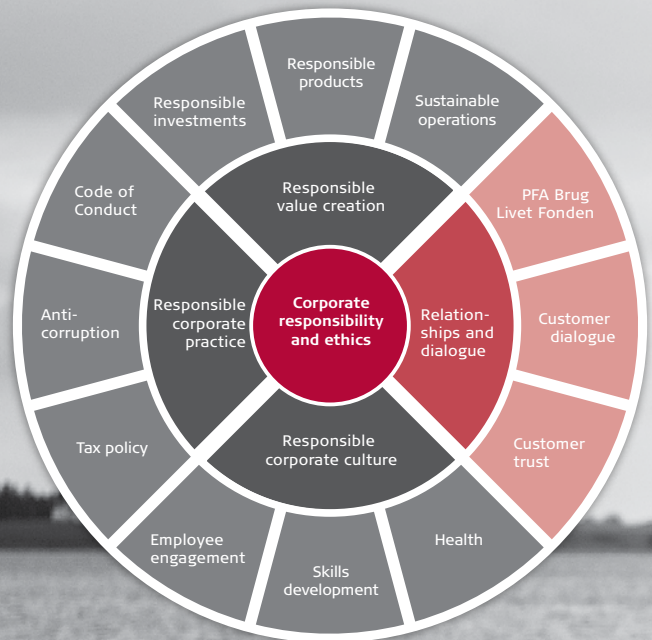 Responsible
products
Sustainable
operations
PFA Brug
Livet Fonden
Customer
dialogue
Customer
trust
Health
Skills
development
Employee
engagement
Tax policy
Anti-
corruption
Code of
Conduct
Responsible
investments
Responsible
value creation
Relation-
ships and
dialogue
Responsible
corporate culture
Responsible
corporate
practice
Corporate
responsibility
and ethics